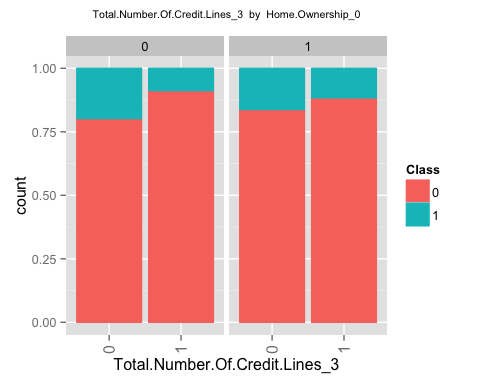 Total.Number.Of.Credit.Lines_3 by Home.Ownership_0
0 1
1.00
0.75
0.50
0.25
0.00
count
0 1 0 1
Total.Number.Of.Credit.Lines_3
Class
0
1